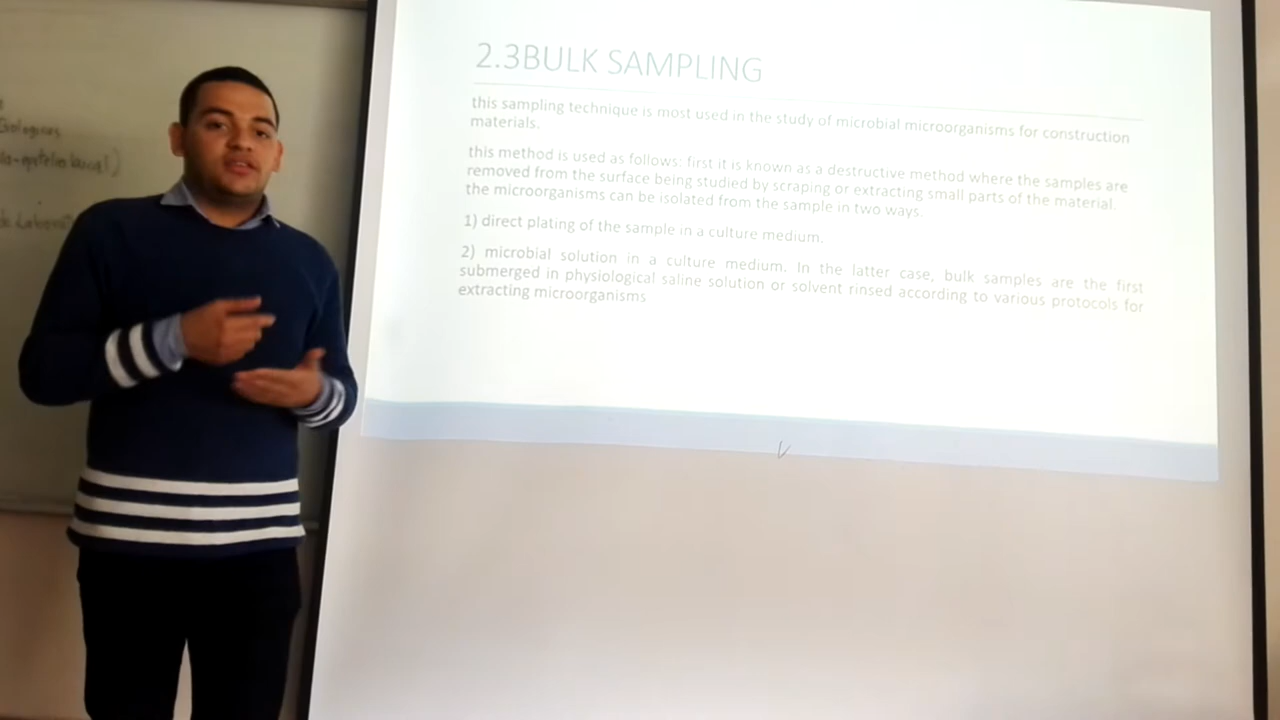 Biologicas
2.3BULK SAMPLING
this sampling technique is most used in the study of microbial microorganisms for construction
materials.
this method is used as follows: first it is known as a destructive method where the samples are
removed from the surface being studied by scraping or extracting small parts of the material.
the microorganisms can be isolated from the sample in two ways.
1) direct plating of the sample in a culture medium.
2) microbial solution in a culture medium. In the latter case, bulk samples are the first
submerged in physiological saline solution or solvent rinsed according to various protocols for
extracting microorganisms